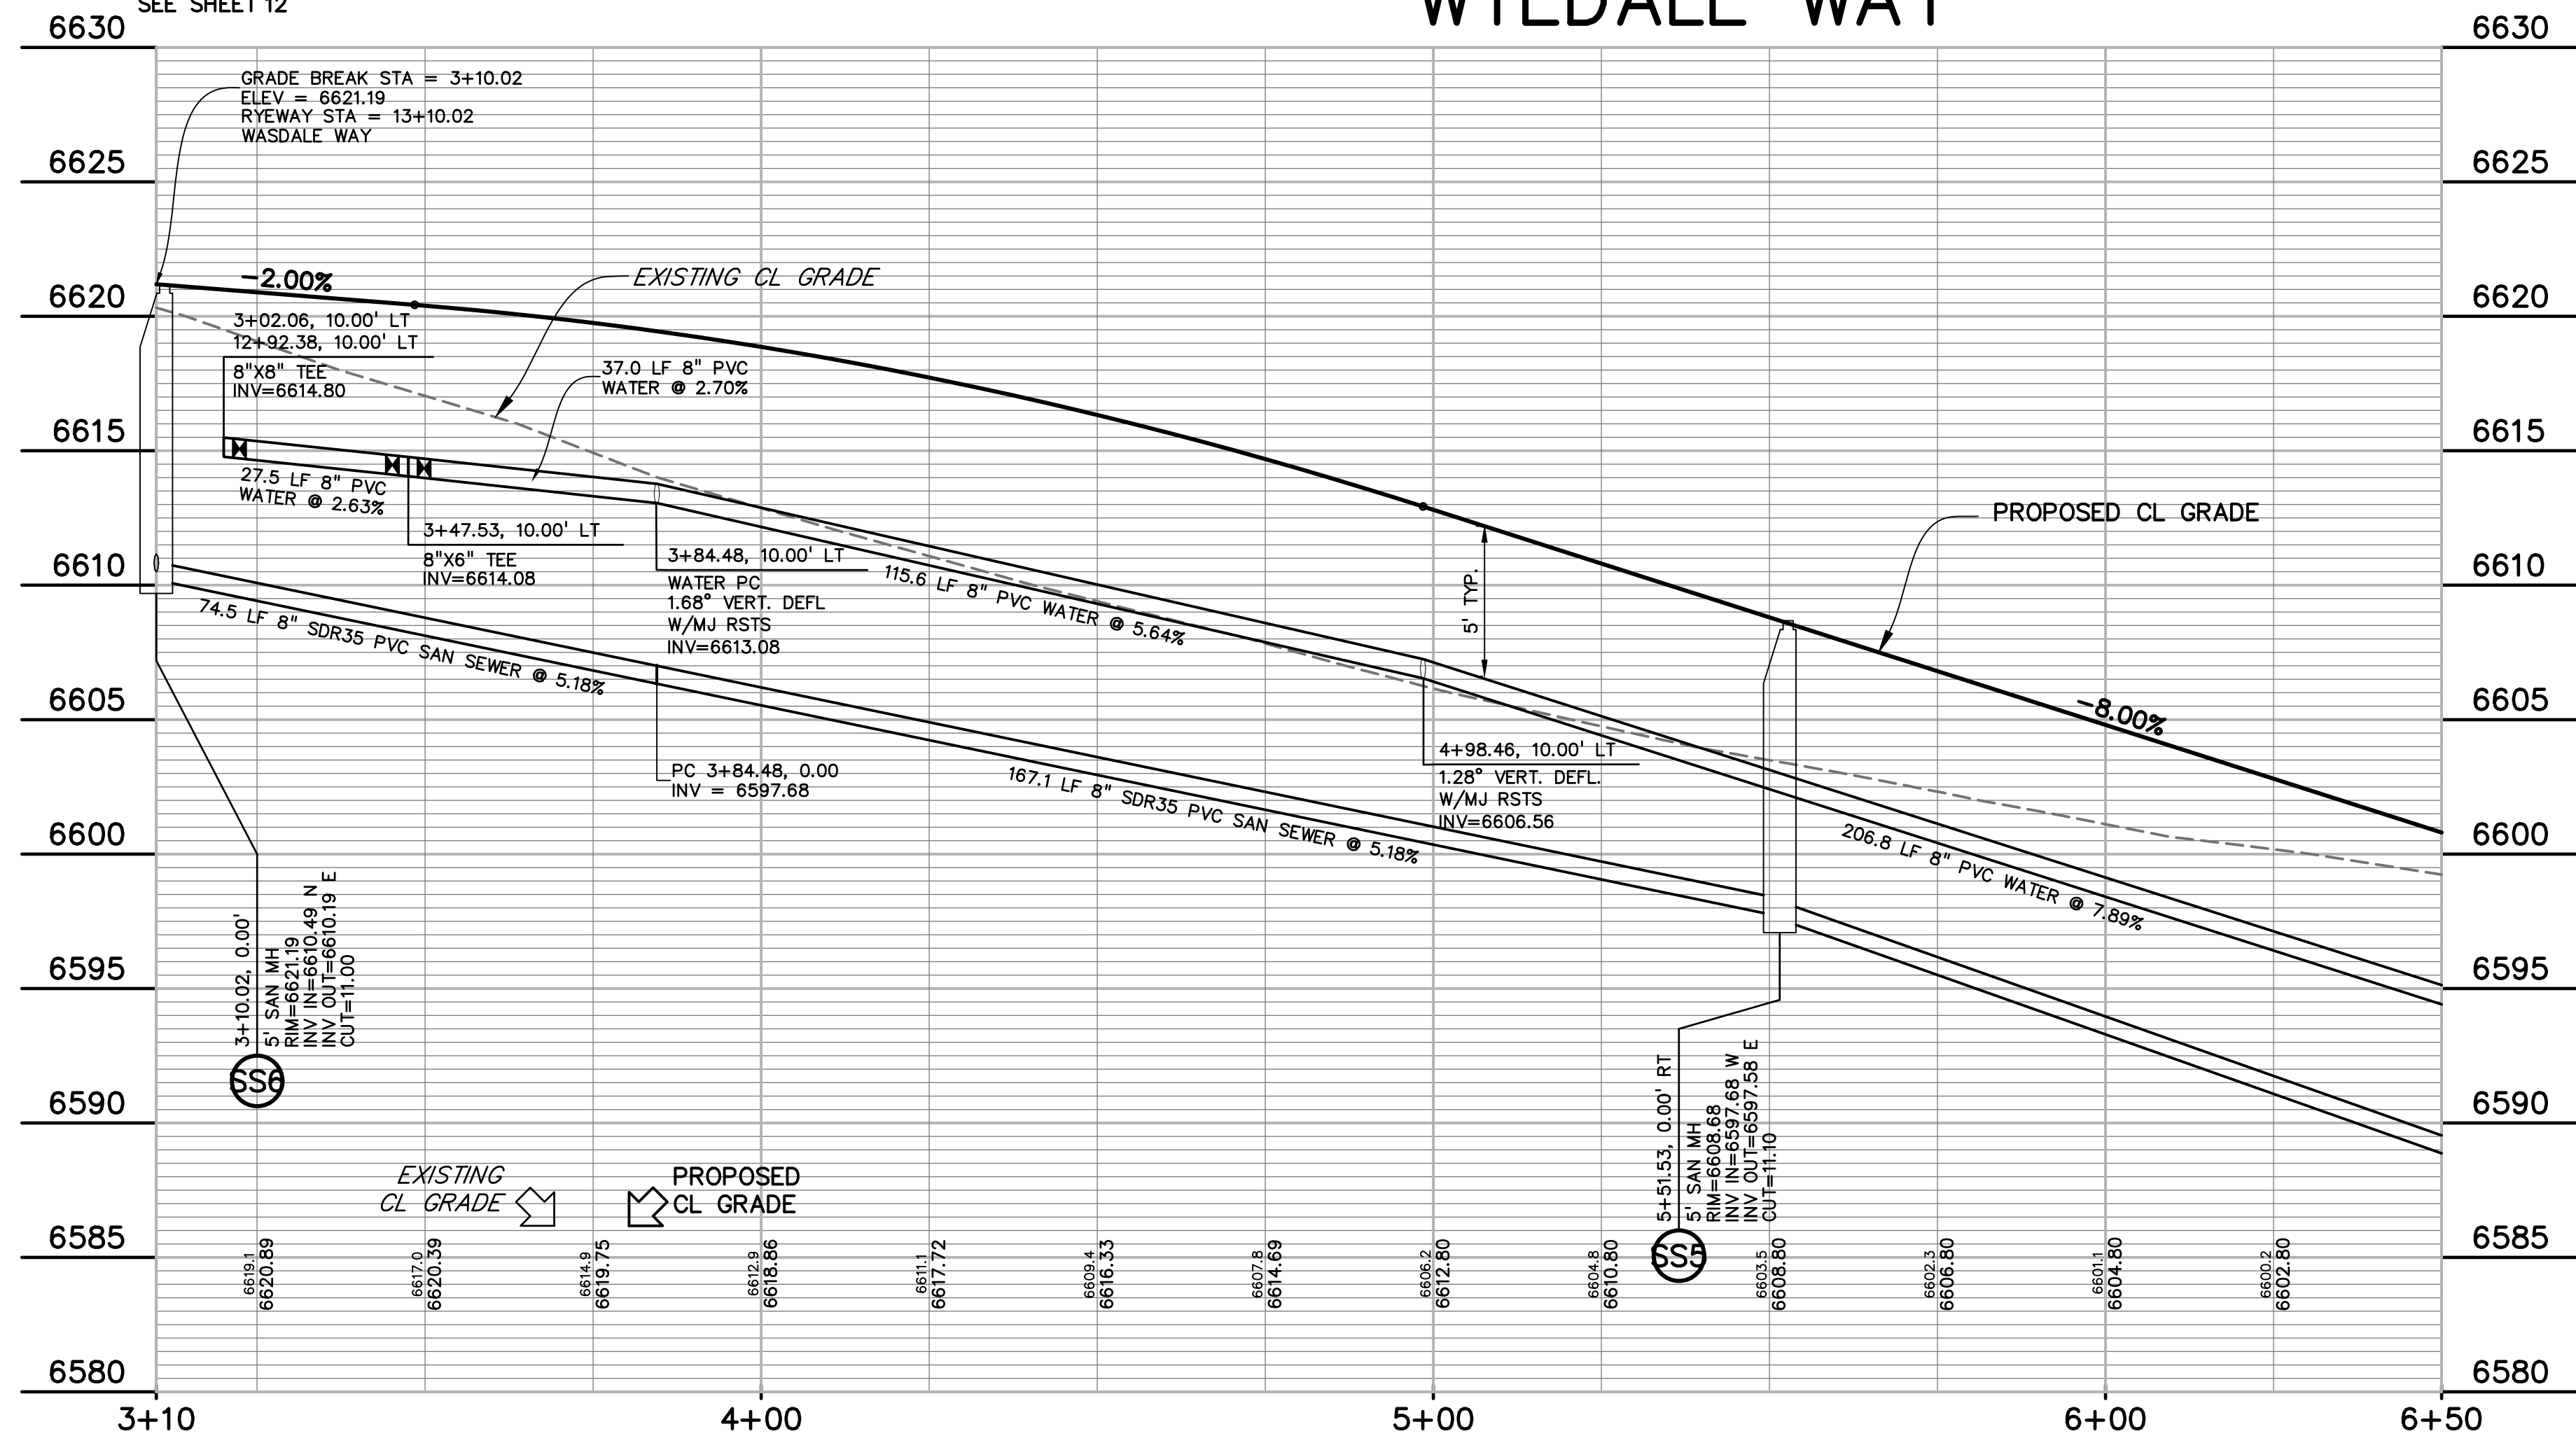 SEE SHEET 12
WYEDALE WAY
6630
6630
GRADE BREAK STA = 3+10.02
ELEV = 6621.19
RYEWAY STA = 13+10.02
WASDALE WAY
6625
6625
-2.00%
EXISTING CL GRADE
6620
6620
3+02.06, 10.00' LT
12+92.38, 10.00' LT
8"X8" TEE
INV=6614.80
37.0 LF 8" PVC
WATER @ 2.70%
6615
6615
27.5 LF 8" PVC
WATER @ 2.63%
3+47.53, 10.00' LT
8"X6" TEE
INV=6614.08
3+84.48, 10.00' LT
WATER PC
1.68° VERT. DEFL
W/MJ RSTS
INV=6613.08
115.6 LF 8" PVC WATER @ 5.64%
5' TYP.
PROPOSED CL GRADE
6610
6610
74.5 LF 8" SDR35 PVC SAN SEWER @ 5.18%
6605
6605
-8.00%
PC 3+84.48, 0.00
INV = 6597.68
167.1 LF 8" SDR35 PVC SAN SEWER @ 5.18%
4+98.46, 10.00' LT
1.28° VERT. DEFL.
W/MJ RSTS
INV=6606.56
206.8 LF 8" PVC WATER @ 7.89%
6600
6600
3+10.02, 0.00'
5' SAN MH
RIM=6621.19
INV IN=6610.49 N
INV OUT=6610.19 E
CUT=11.00
SS6
6595
6595
5+51.53, 0.00' RT
5' SAN MH
RIM=6608.68
INV IN=6597.68 W
INV OUT=6597.58 E
CUT=11.10
SS5
6590
6590
EXISTING
CL GRADE
PROPOSED
CL GRADE
6585
6585
6619.1
6620.89
6617.0
6620.39
6614.9
6619.75
6612.9
6618.86
6611.1
6617.72
6609.4
6616.33
6607.8
6614.69
6606.2
6612.80
6604.8
6610.80
6603.5
6608.80
6602.3
6606.80
6601.1
6604.80
6600.2
6602.80
6580
6580
3+10
4+00
5+00
6+00
6+50